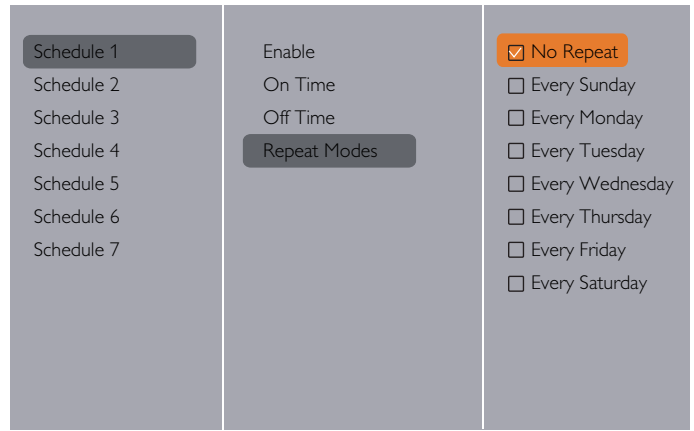 Schedule 1
Schedule 2
Schedule 3
Schedule 4
Schedule 5
Schedule 6
Schedule 7
Enable
On Time
Off Time
Repeat Modes
No Repeat
Every Sunday
Every Monday
Every Tuesday
Every Wednesday
Every Thursday
Every Friday
Every Saturday